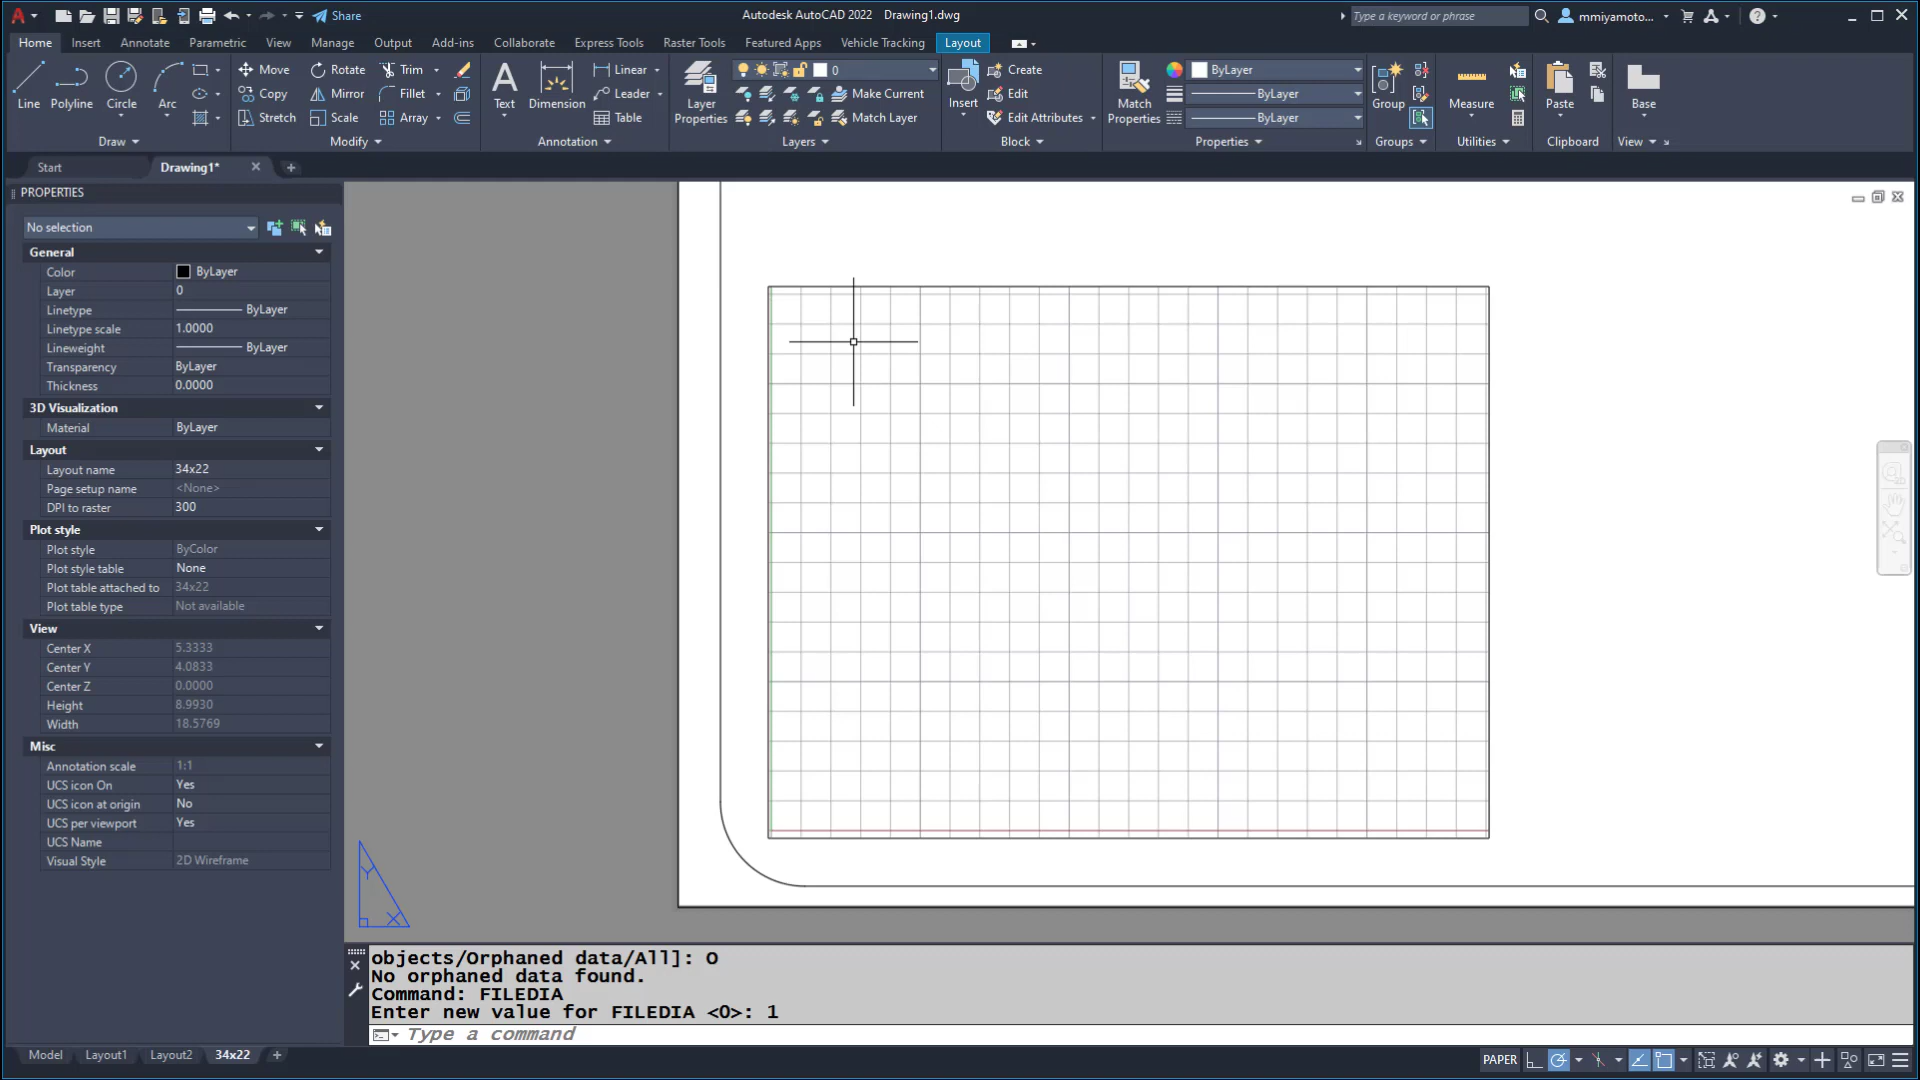 Share
Autodesk AutoCAD 2022 Drawing1.dwg
Type a keyword or phrase
mmiyamoto...
Home Insert Annotate Parametric View Manage Output Add-ins Collaborate Express Tools Raster Tools Featured Apps Vehicle Tracking Layout
Line Polyline Circle Arc
Draw
Move Rotate Trim
Copy Mirror Fillet
Stretch Scale Array
Modify
Text Dimension
Linear
Leader
Table
Annotation
Layer Properties
0
Make Current
Match Layer
Layers
Insert
Create
Edit
Edit Attributes
Block
Match Properties
ByLayer
ByLayer
ByLayer
Properties
Group
Groups
Measure
Utilities
Paste
Clipboard
Base
View
Start Drawing1*
PROPERTIES
No selection
General
Color ByLayer
Layer 0
Linetype ByLayer
Linetype scale 1.0000
Lineweight ByLayer
Transparency ByLayer
Thickness 0.0000
3D Visualization
Material ByLayer
Layout
Layout name 34x22
Page setup name <None>
DPI to raster 300
Plot style
Plot style ByColor
Plot style table None
Plot table attached to 34x22
Plot table type Not available
View
Center X 5.3333
Center Y 4.0833
Center Z 0.0000
Height 8.9930
Width 18.5769
Misc
Annotation scale 1:1
UCS icon On Yes
UCS icon at origin No
UCS per viewport Yes
UCS Name
Visual Style 2D Wireframe
Y
X
objects/Orphaned data/All]: O
No orphaned data found.
Command: FILEDIA
Enter new value for FILEDIA <0>: 1
Type a command
Model Layout1 Layout2 34x22
PAPER